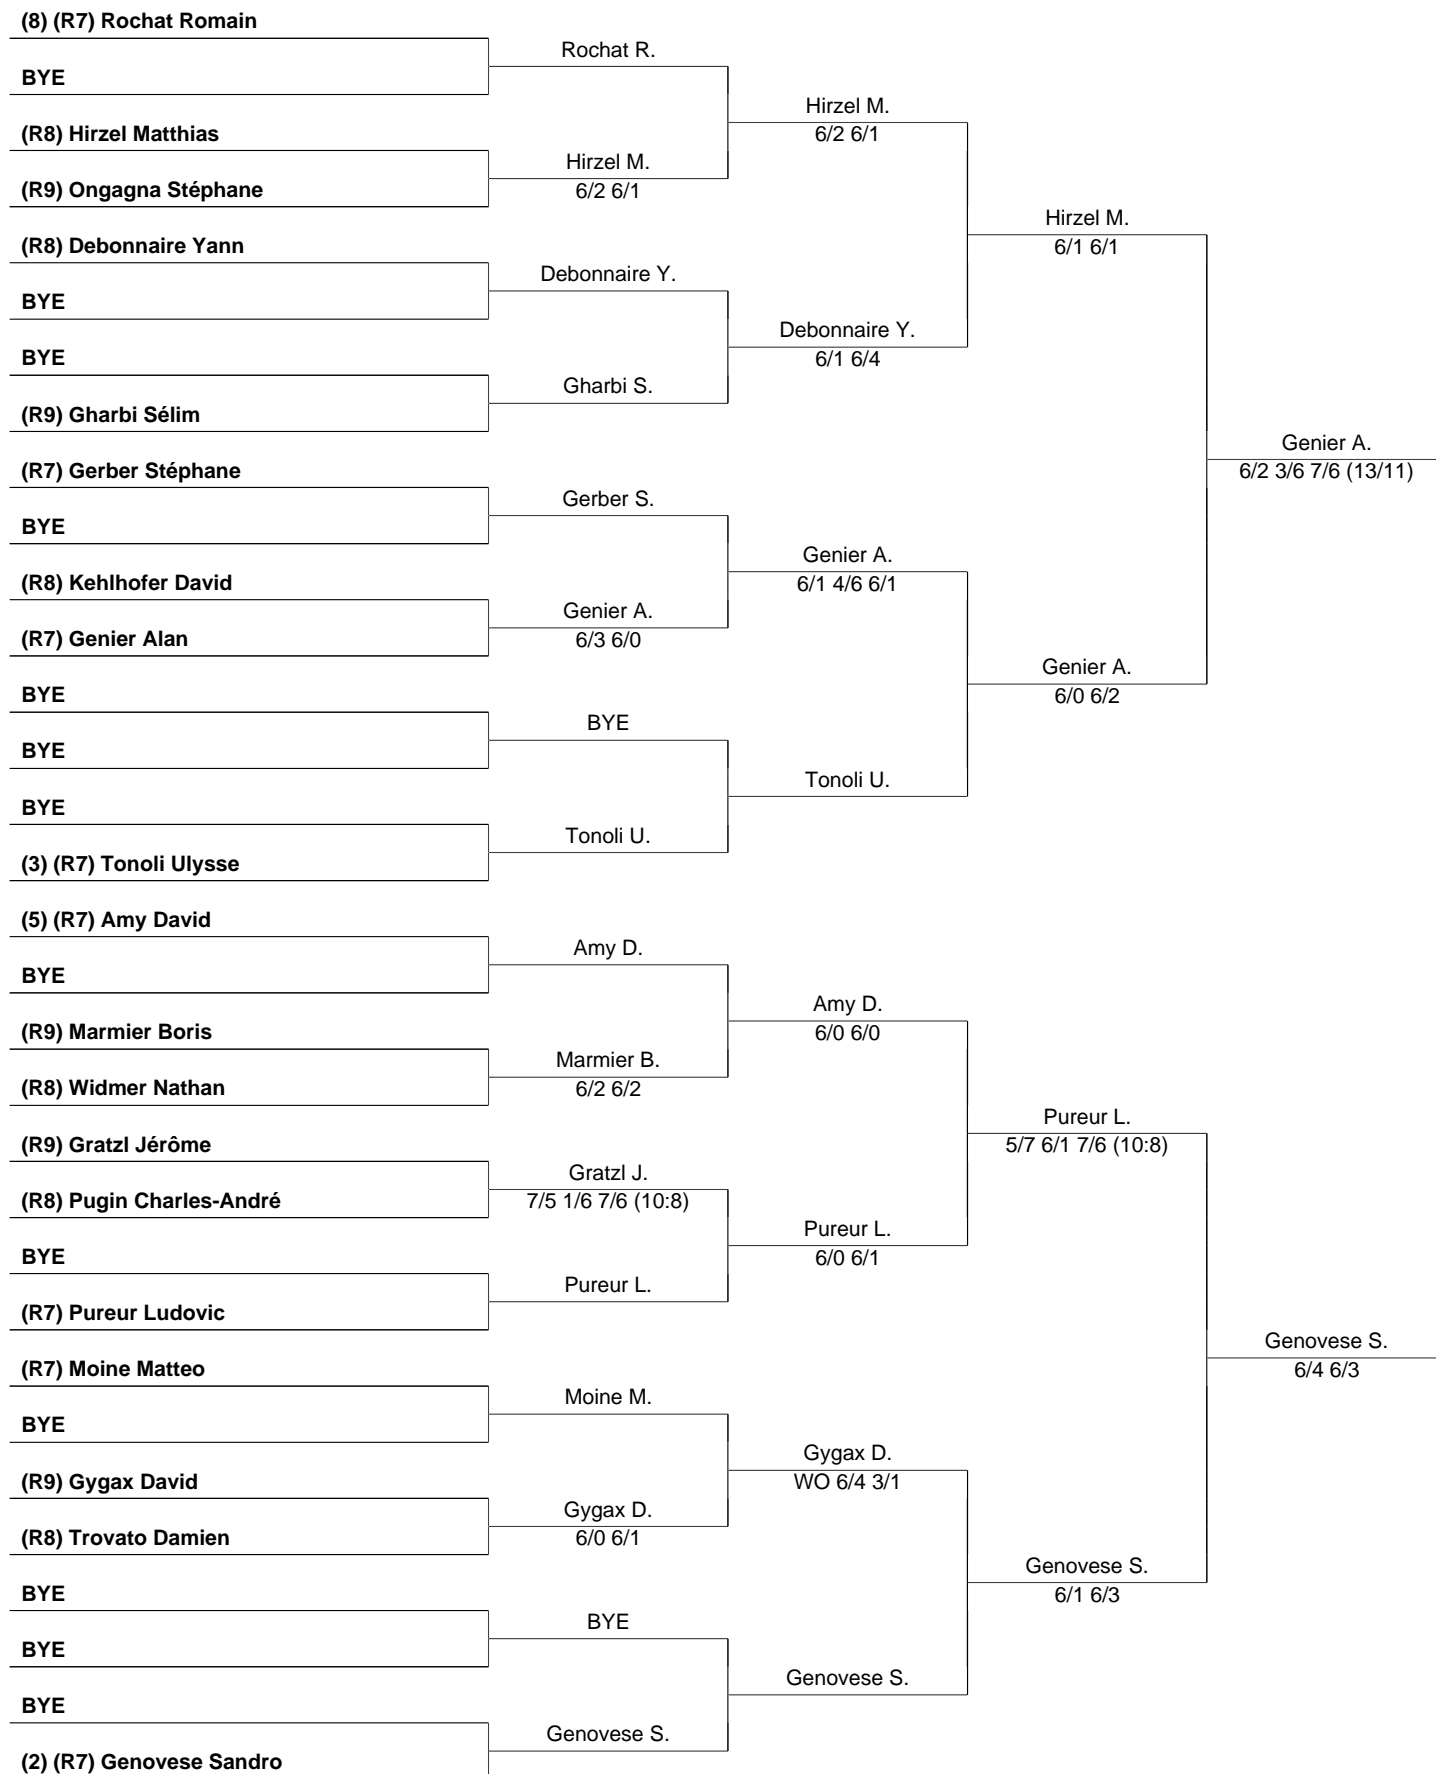 (8) (R7) Rochat Romain
Rochat R.
BYE
Hirzel M.
6/2 6/1
(R8) Hirzel Matthias
Hirzel M.
6/2 6/1
(R9) Ongagna Stéphane
Hirzel M.
6/1 6/1
(R8) Debonnaire Yann
Debonnaire Y.
BYE
Debonnaire Y.
6/1 6/4
BYE
Gharbi S.
(R9) Gharbi Sélim
Genier A.
6/2 3/6 7/6 (13/11)
(R7) Gerber Stéphane
Gerber S.
BYE
Genier A.
6/1 4/6 6/1
(R8) Kehlhofer David
Genier A.
6/3 6/0
(R7) Genier Alan
Genier A.
6/0 6/2
BYE
BYE
BYE
Tonoli U.
BYE
Tonoli U.
(3) (R7) Tonoli Ulysse
(5) (R7) Amy David
Amy D.
BYE
Amy D.
6/0 6/0
(R9) Marmier Boris
Marmier B.
6/2 6/2
(R8) Widmer Nathan
Pureur L.
5/7 6/1 7/6 (10:8)
(R9) Gratzl Jérôme
Gratzl J.
7/5 1/6 7/6 (10:8)
(R8) Pugin Charles-André
Pureur L.
6/0 6/1
BYE
Pureur L.
(R7) Pureur Ludovic
Genovese S.
6/4 6/3
(R7) Moine Matteo
Moine M.
BYE
Gygax D.
WO 6/4 3/1
(R9) Gygax David
Gygax D.
6/0 6/1
(R8) Trovato Damien
Genovese S.
6/1 6/3
BYE
BYE
BYE
Genovese S.
BYE
Genovese S.
(2) (R7) Genovese Sandro